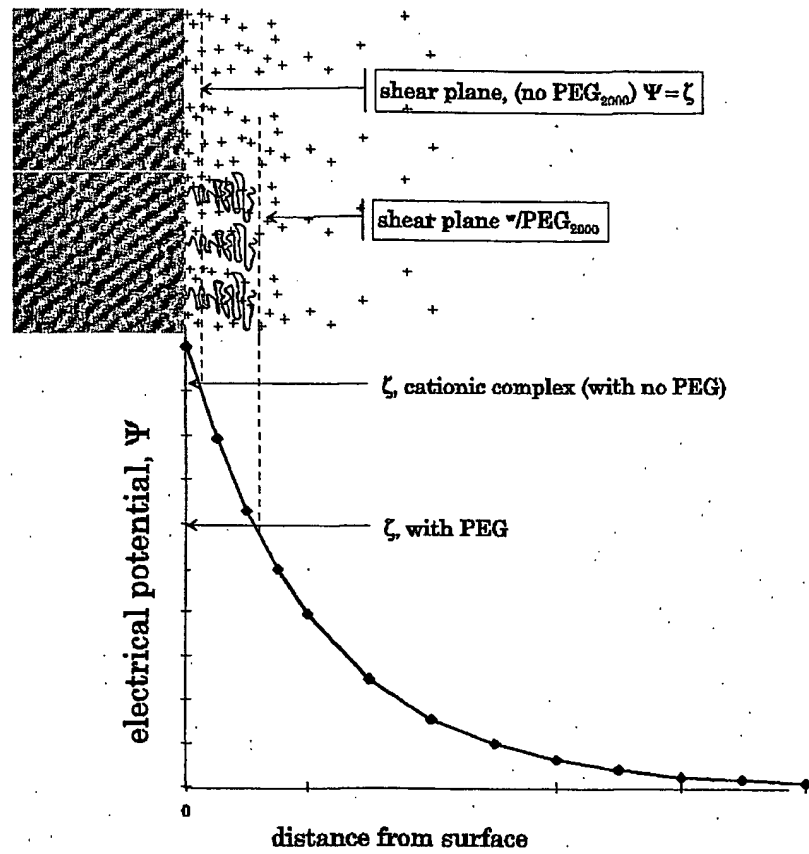 shear plane, (no PEG₂₀₀₀) Ψ = ζ
shear plane w/PEG₂₀₀₀
ζ, cationic complex (with no PEG)
electrical potential, Ψ
ζ, with PEG
0
distance from surface